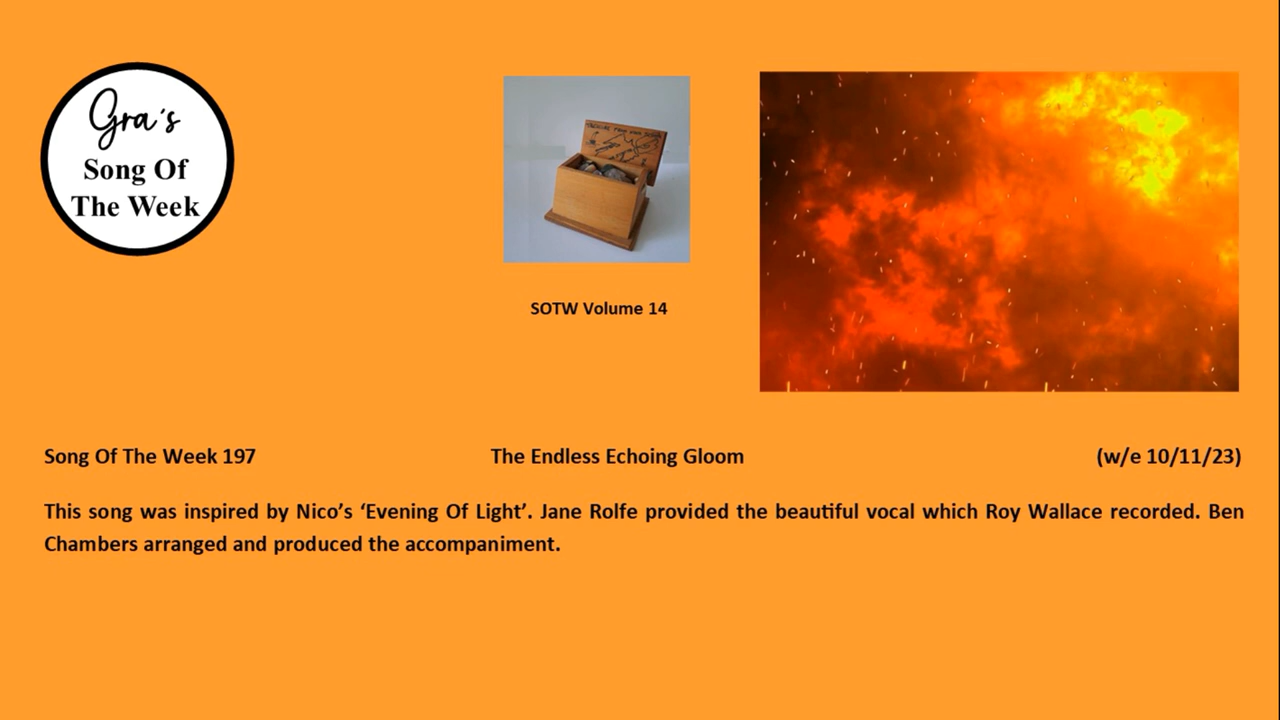 Gra's
Song Of
The Week
SOTW Volume 14
Song Of The Week 197
The Endless Echoing Gloom
(w/e 10/11/23)
This song was inspired by Nico’s ‘Evening Of Light’. Jane Rolfe provided the beautiful vocal which Roy Wallace recorded. Ben
Chambers arranged and produced the accompaniment.